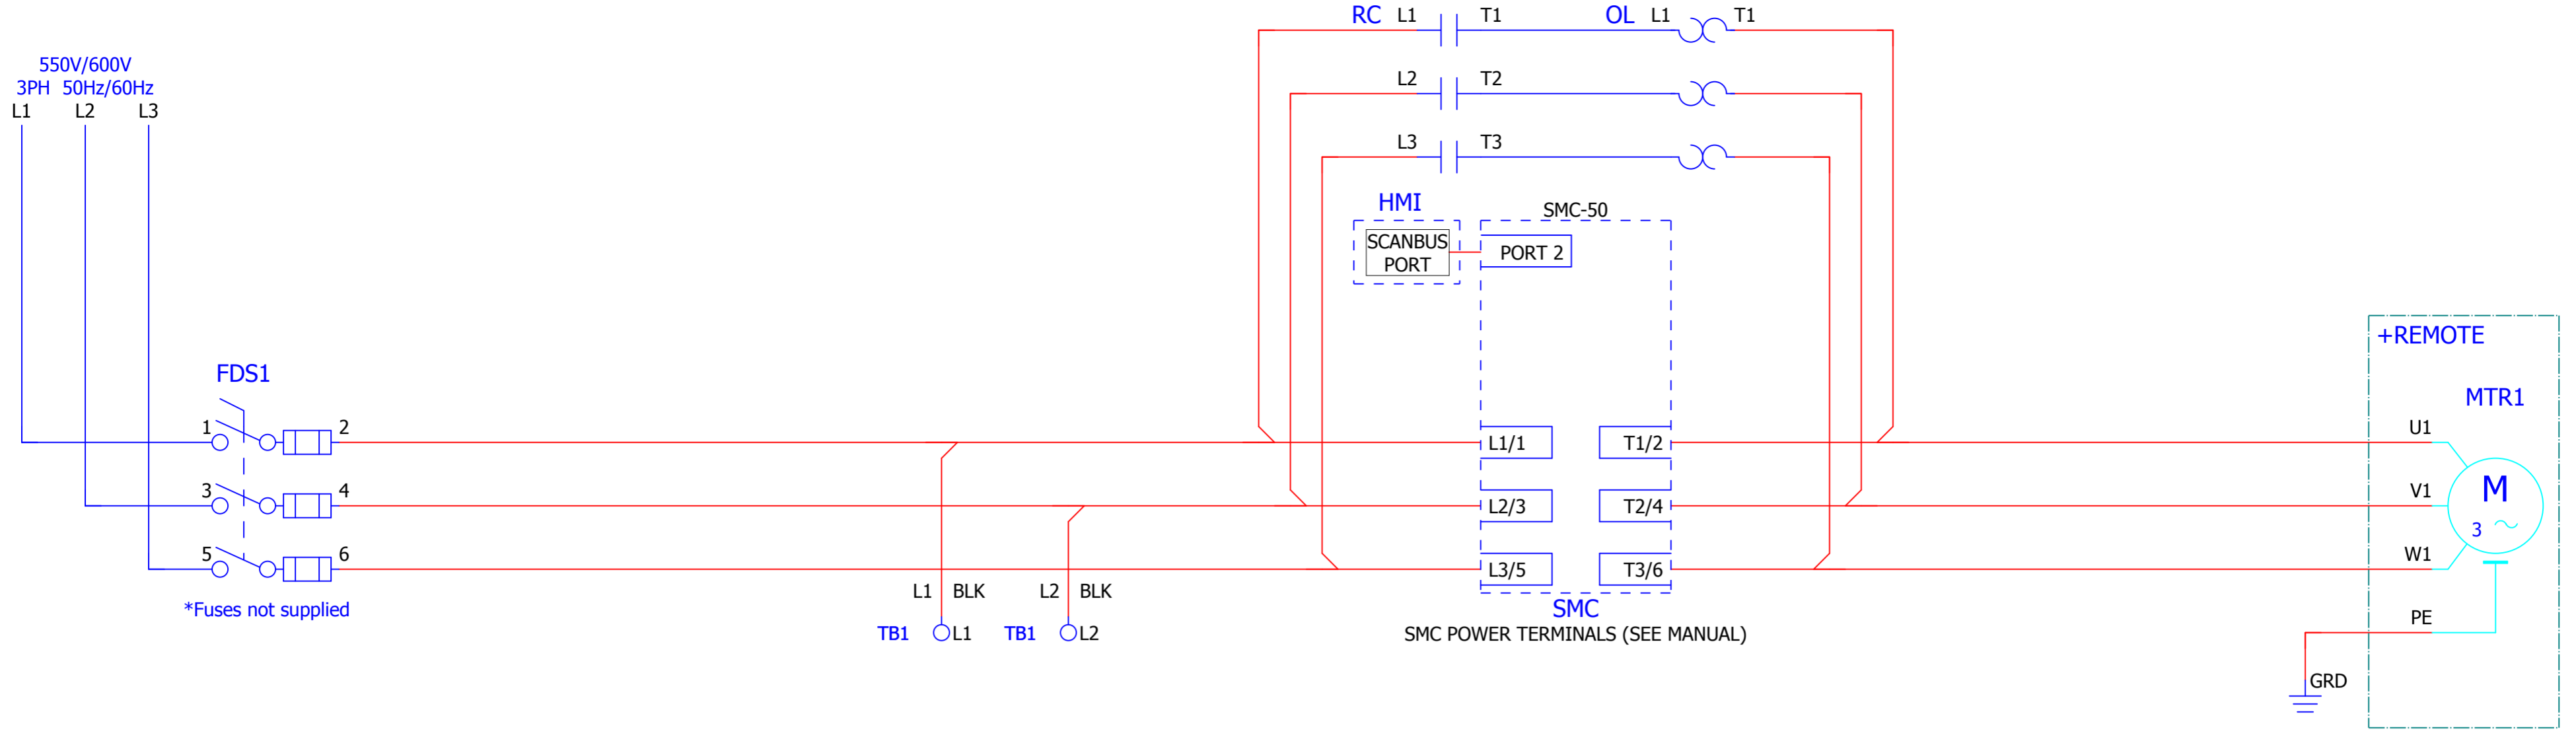 RC L1 T1 OL L1 T1
550V/600V
3PH 50Hz/60Hz
L1 L2 L3
L2 T2
L3 T3
HMI
SMC-50
SCANBUS
PORT
PORT 2
+REMOTE
FDS1
MTR1
1 2
L1/1 T1/2
U1
3 4
L2/3 T2/4
V1
M
3
5 6
L3/5 T3/6
W1
*Fuses not supplied
L1 BLK L2 BLK
SMC
TB1 L1 TB1 L2
SMC POWER TERMINALS (SEE MANUAL)
PE
GRD